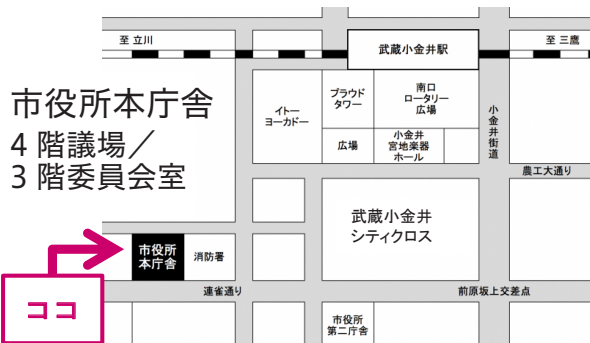 至 立川
武蔵小金井駅
至 三鷹
市役所本庁舎
4 階議場／
3 階委員会室
イトー
ヨーカドー
プラウド
タワー
南口
ロータリー
広場
広場
小金井
宮地楽器
ホール
小金井街道
農工大通り
武蔵小金井
シティクロス
市役所
本庁舎
消防署
ココ
連雀通り
前原坂上交差点
市役所
第二庁舎